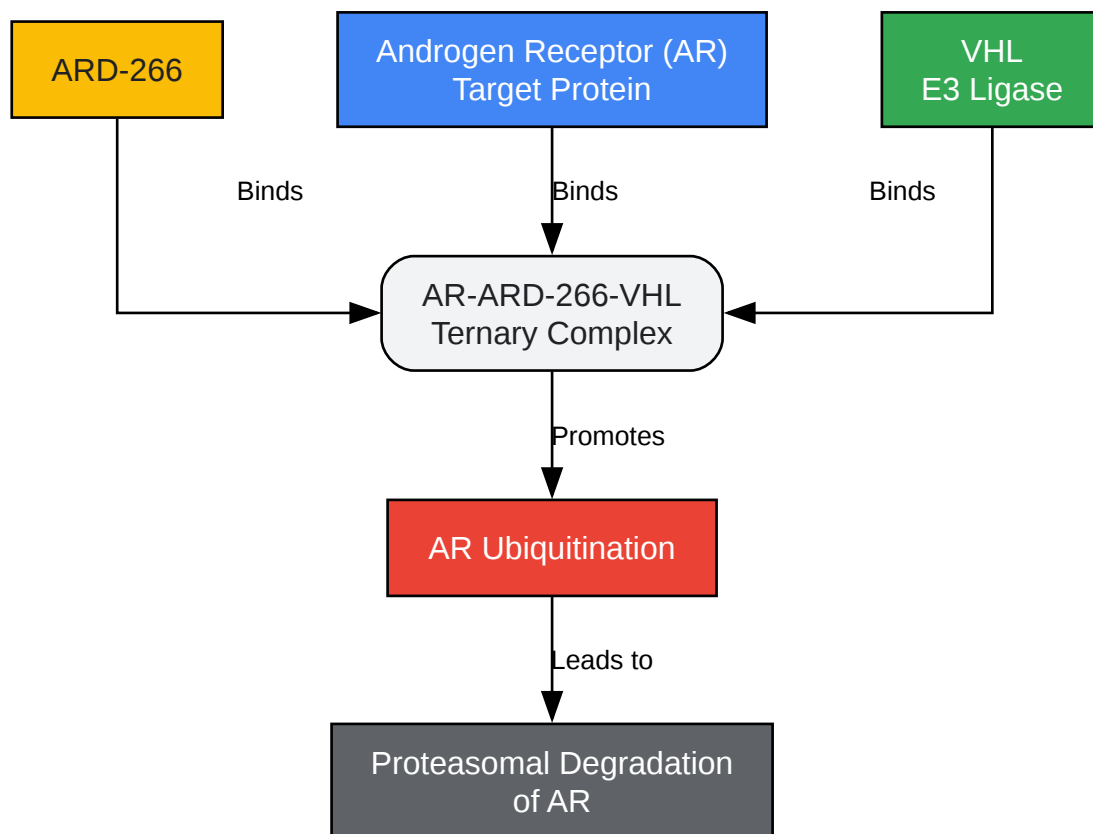 ARD-266
Androgen Receptor (AR)
Target Protein
VHL
E3 Ligase
Binds
Binds
Binds
AR-ARD-266-VHL
Ternary Complex
Promotes
AR Ubiquitination
Leads to
Proteasomal Degradation
of AR